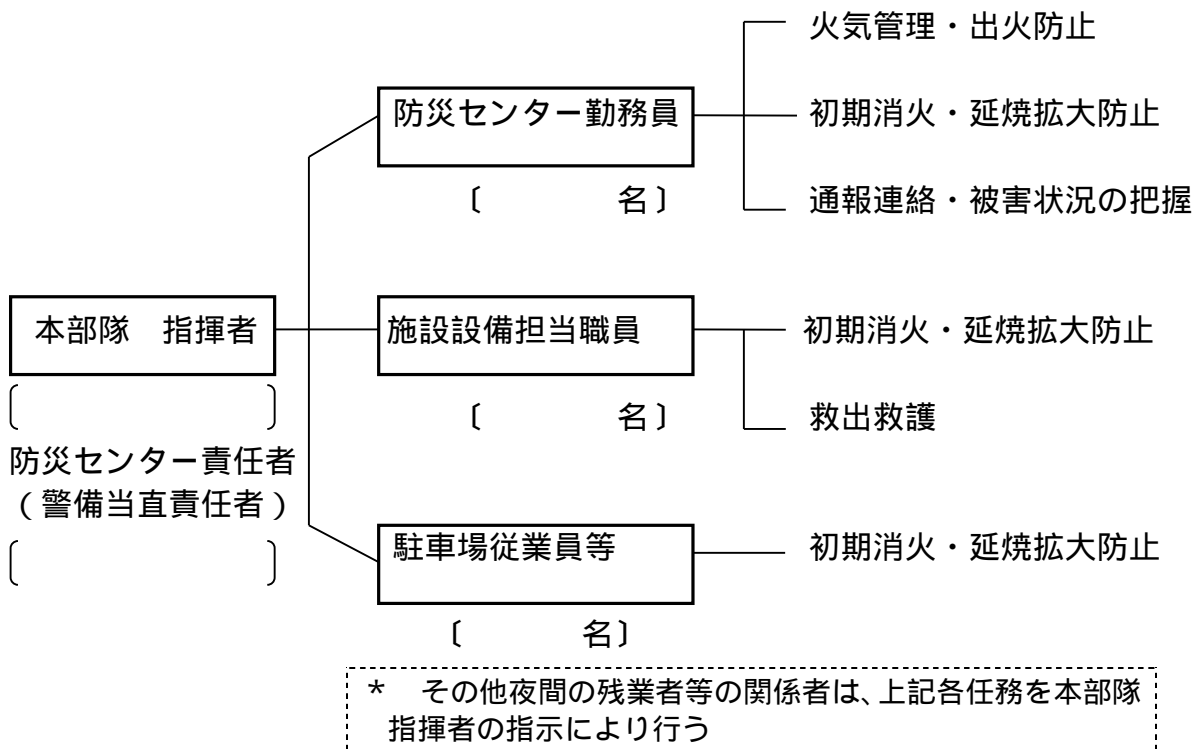 火気管理・出火防止
防災センター勤務員
初期消火・延焼拡大防止
〔　　　　名〕
通報連絡・被害状況の把握
本部隊　指揮者
施設設備担当職員
初期消火・延焼拡大防止
〔　　　　名〕
救出救護
防災センター責任者
（警備当直責任者）
駐車場従業員等
初期消火・延焼拡大防止
〔　　　　名〕
＊　その他夜間の残業者等の関係者は、上記各任務を本部隊
指揮者の指示により行う